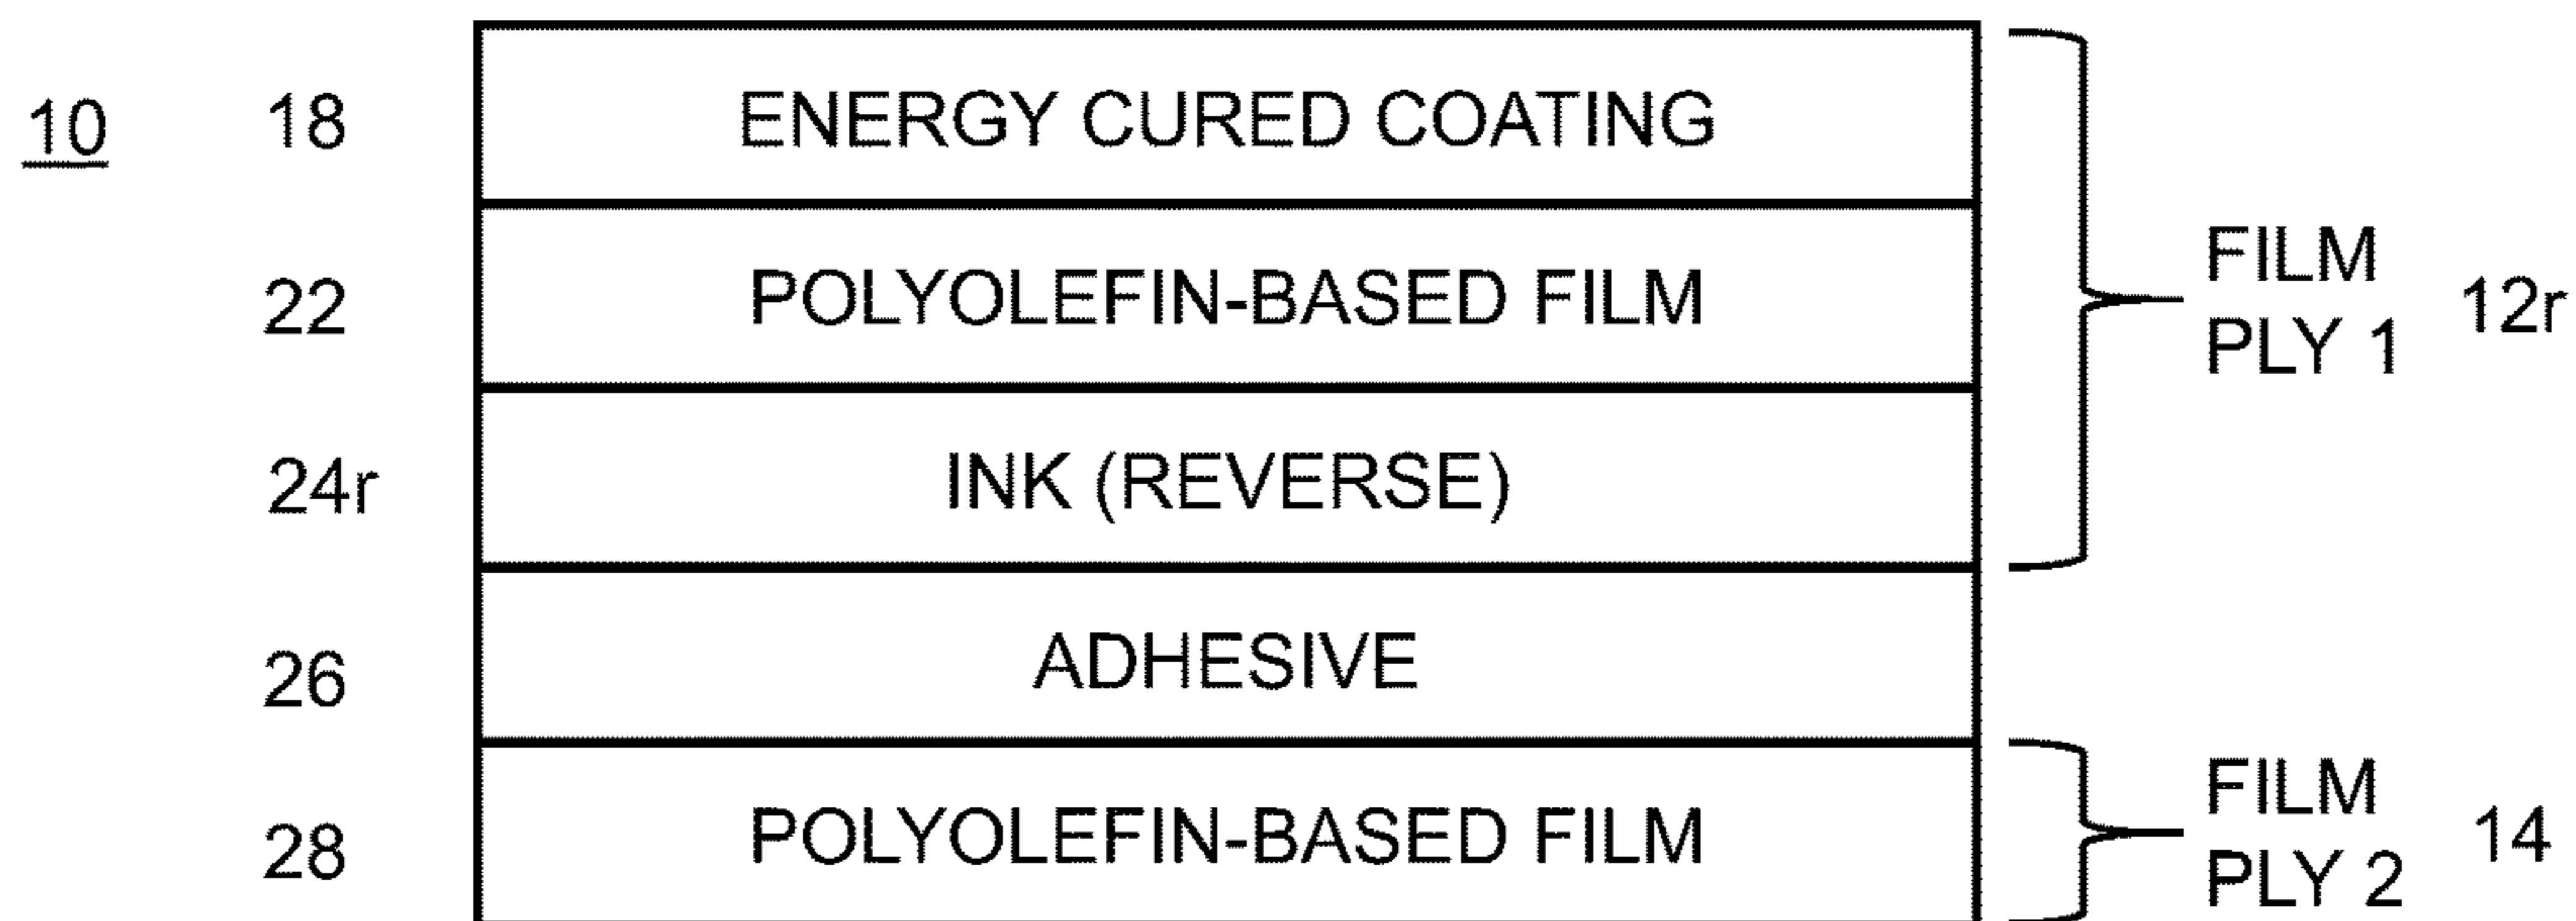 10 18 ENERGY CURED COATING
22 POLYOLEFIN-BASED FILM
FILM
PLY 1
12r
24r INK (REVERSE)
26 ADHESIVE
28 POLYOLEFIN-BASED FILM
FILM
PLY 2
14